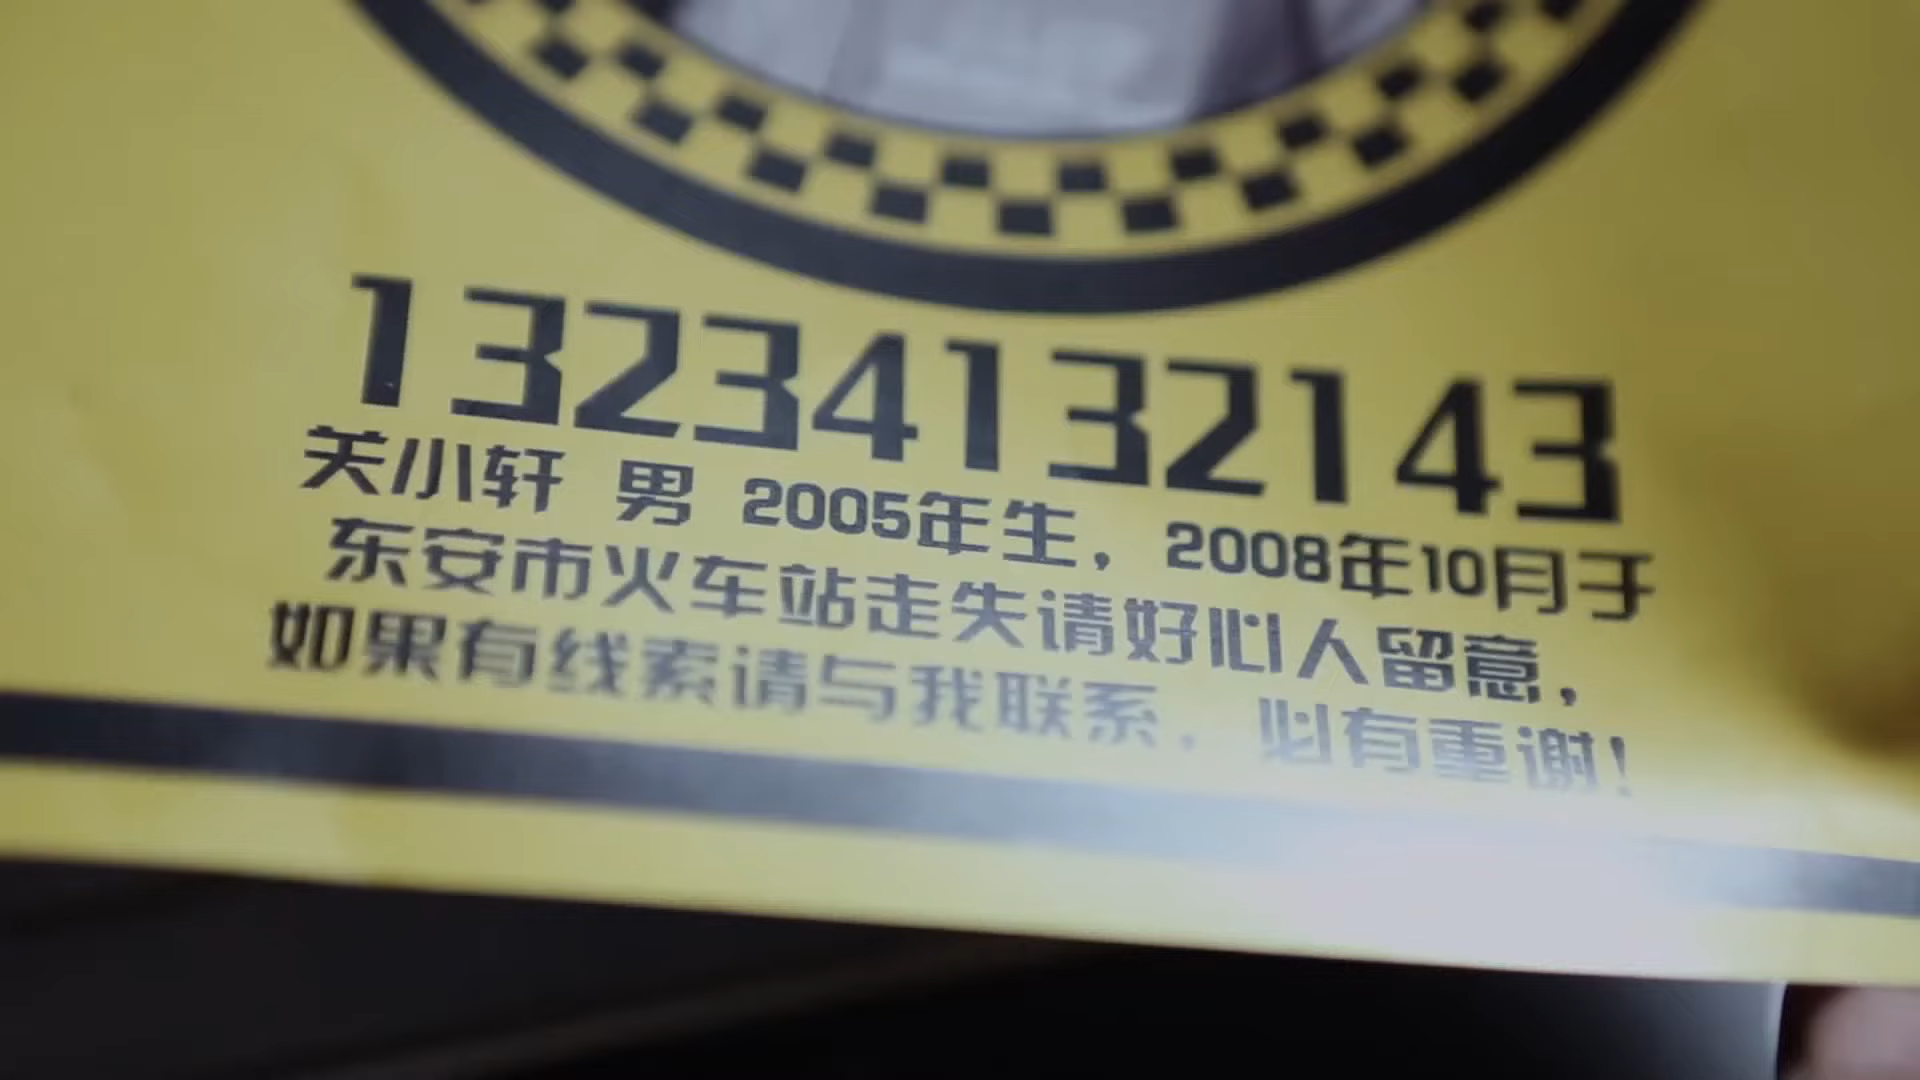 13234132143
关小轩 男 2005年生，2008年10月于
东安市火车站走失请好心人留意，
如果有线索请与我联系，必有重谢！